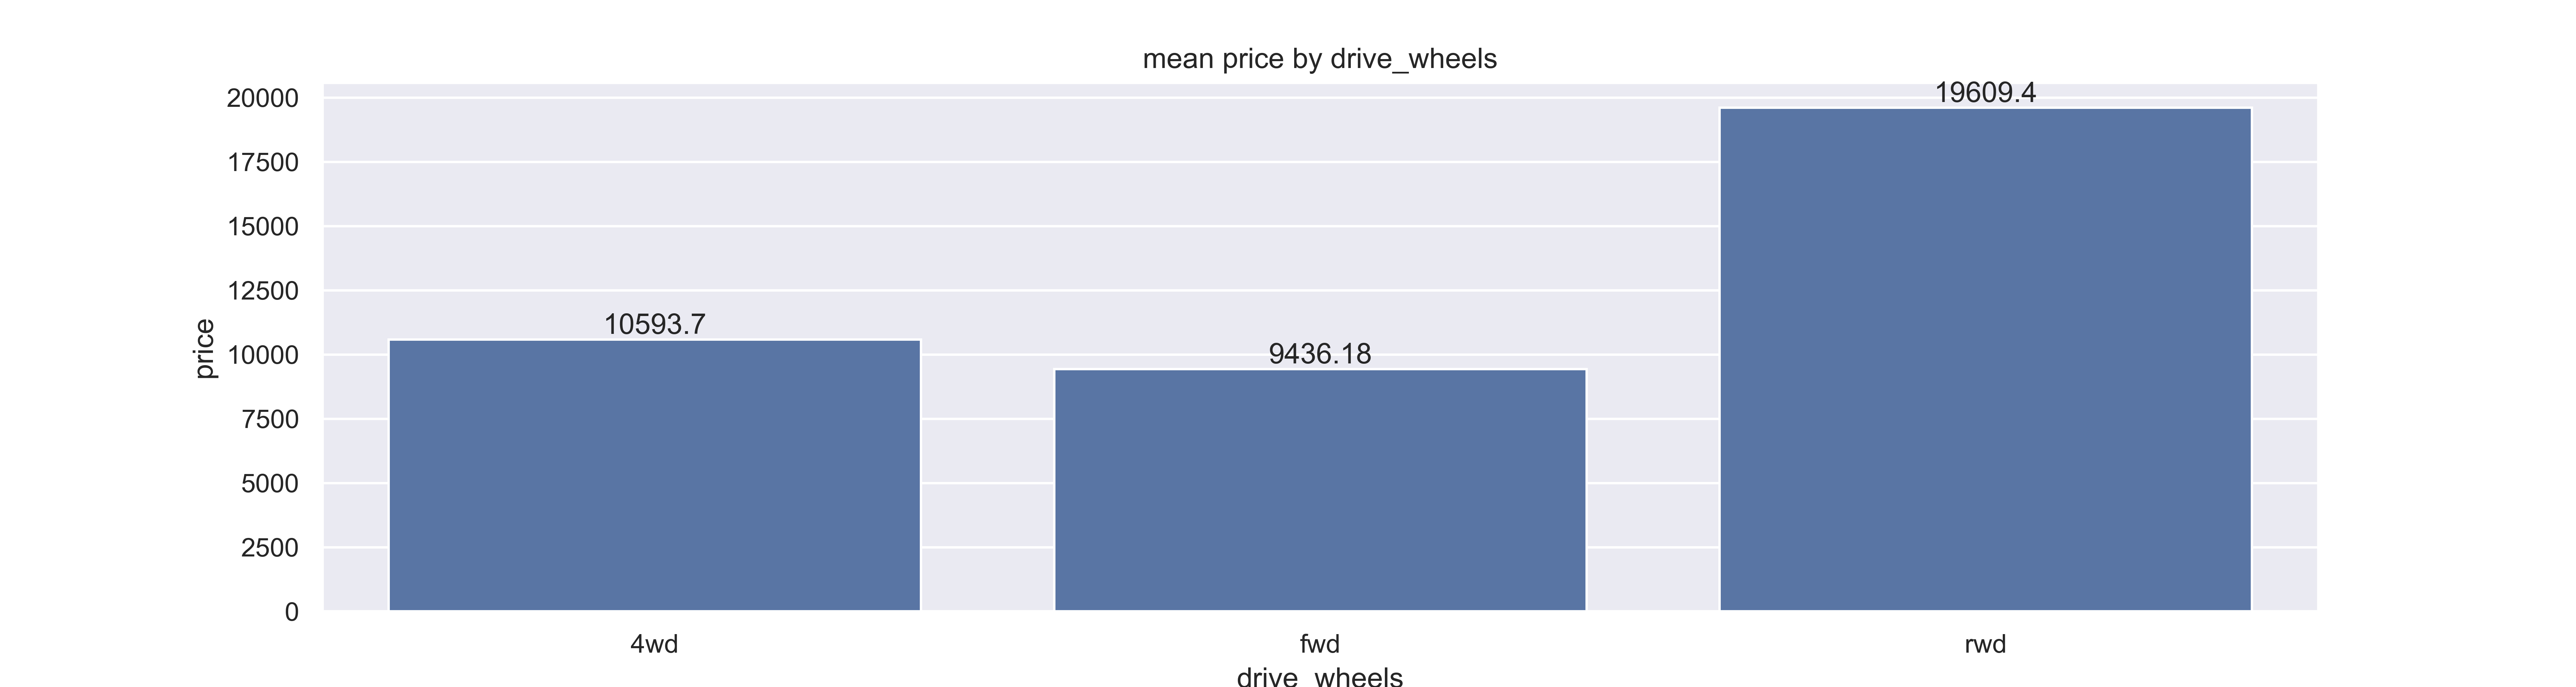 mean price by drive_wheels
20000
17500
15000
12500
10000
7500
5000
2500
0
price
10593.7
9436.18
19609.4
4wd
fwd
rwd
drive_wheels